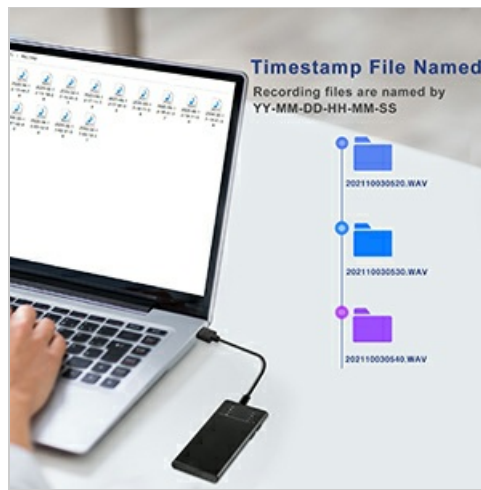 Timestamp File Named
Recording files are named by
YY-MM-DD-HH-MM-SS
202110030520.WAV
202110030530.WAV
202110030540.WAV